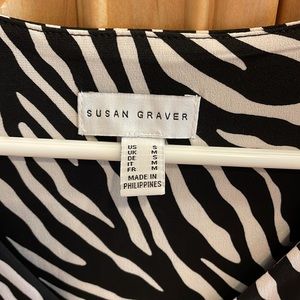 SUSAN GRAVER
US S
UK M
DE S
IT M
FR M
MADE IN
PHILIPPINES